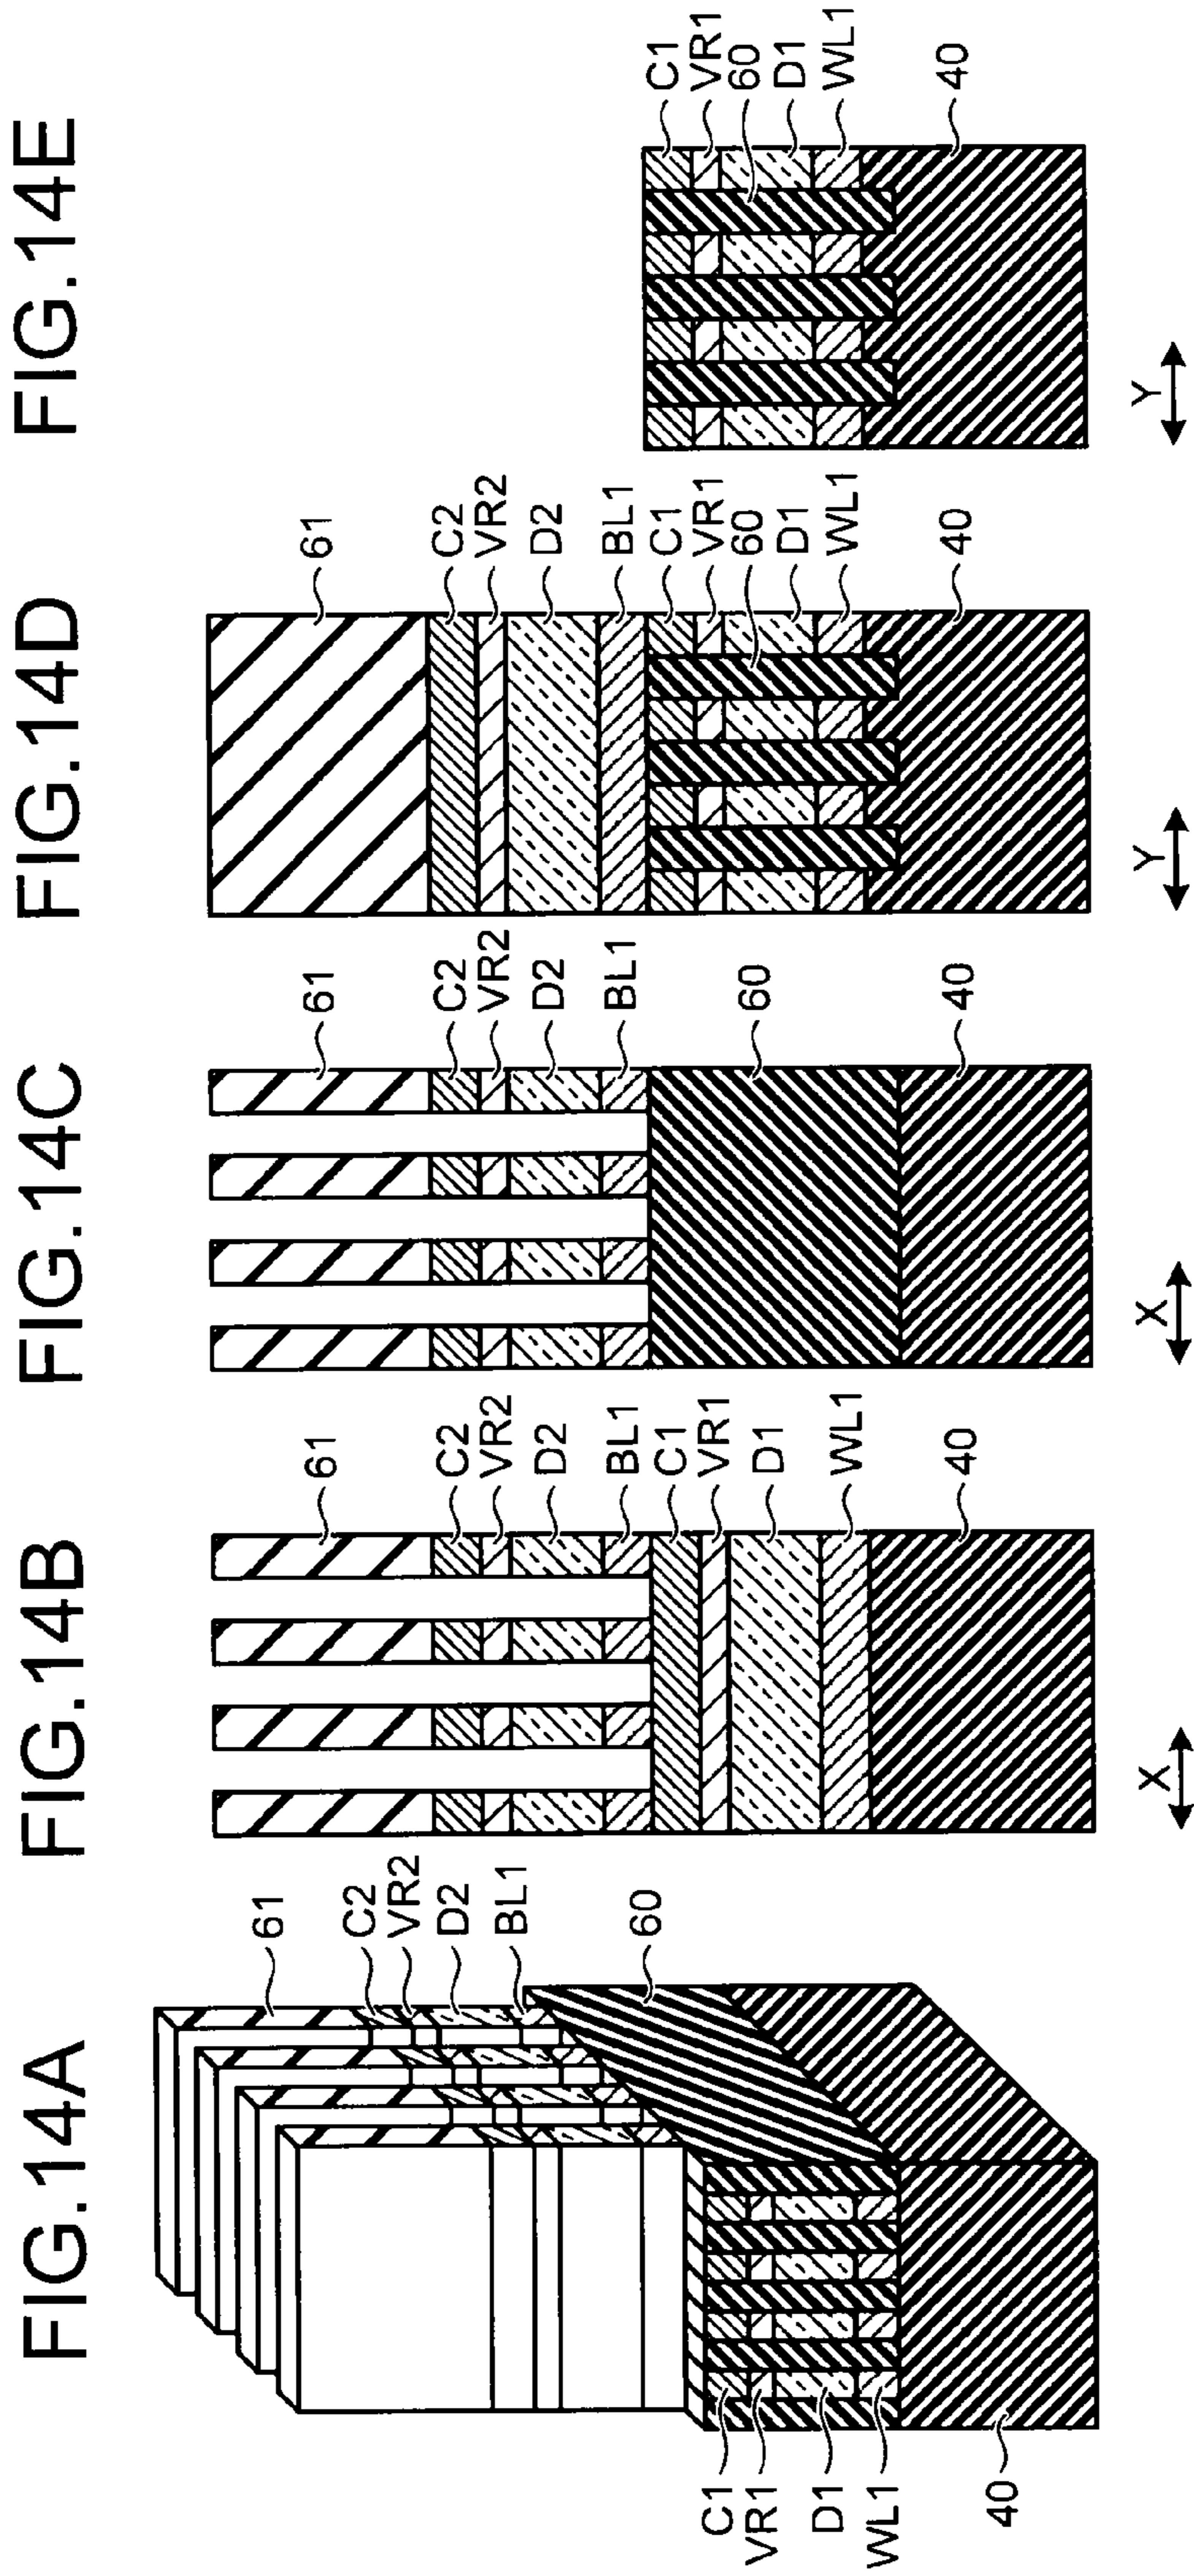 FIG.14A
61
C2
VR2
D2
BL1
60
C1
VR1
D1
WL1
40
FIG.14B
61
C2
VR2
D2
BL1
C1
VR1
D1
WL1
40
X
FIG.14C
61
C2
VR2
D2
BL1
60
40
X
FIG.14D
61
C2
VR2
D2
BL1
C1
VR1
60
D1
WL1
40
Y
FIG.14E
C1
VR1
60
D1
WL1
40
Y